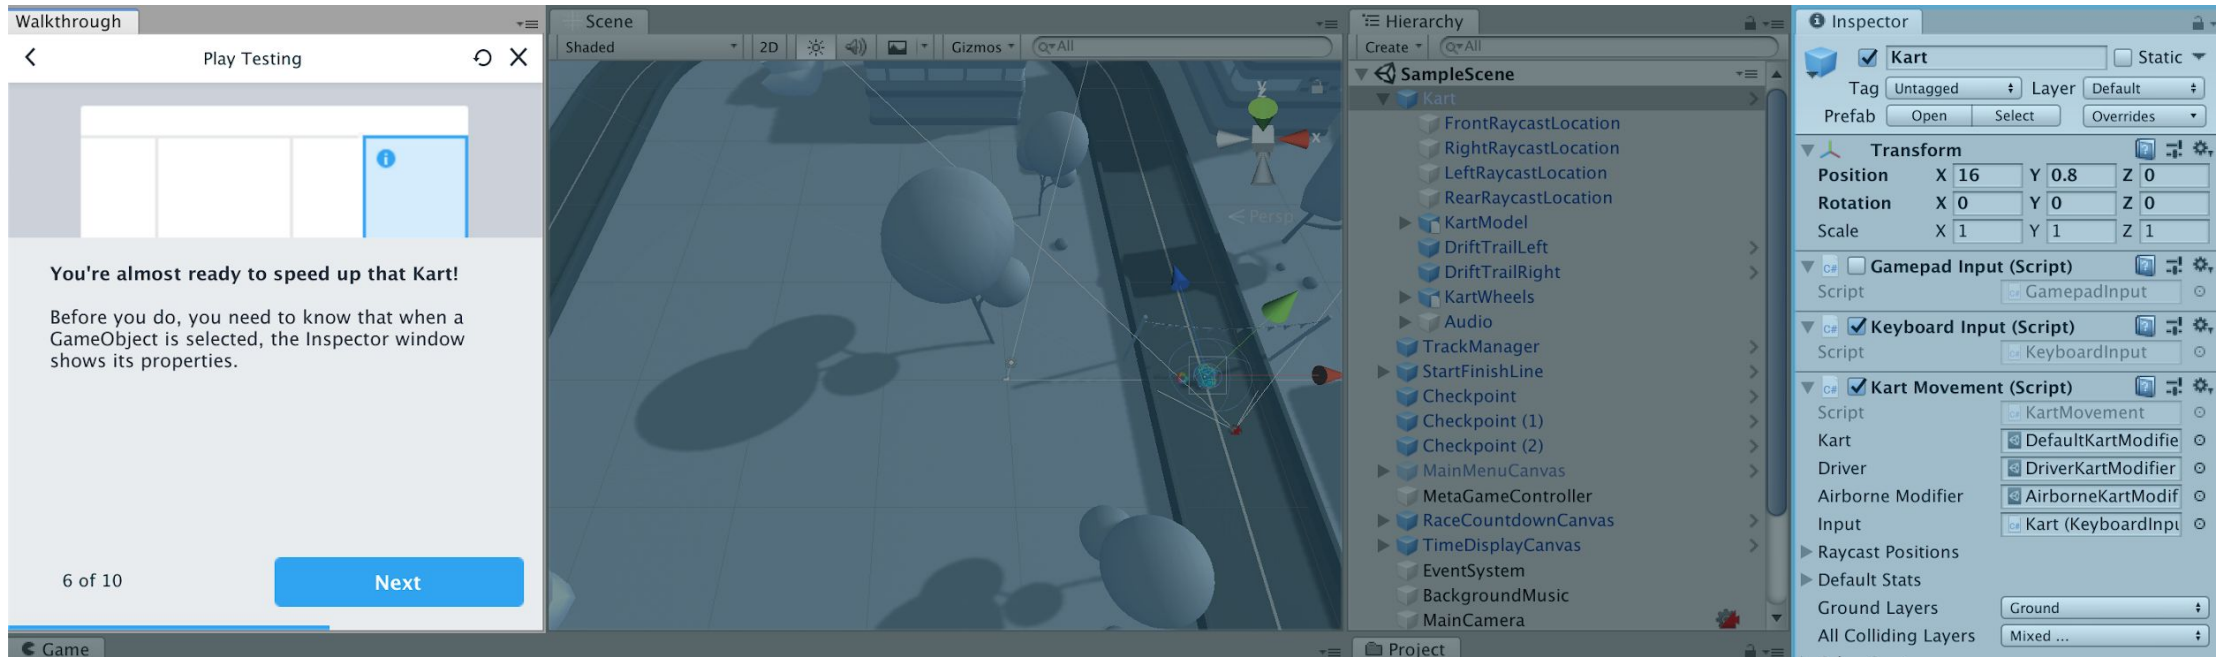 Walkthrough
Play Testing
You're almost ready to speed up that Kart!
Before you do, you need to know that when a
GameObject is selected, the Inspector window
shows its properties.
6 of 10
Next
Game
Scene
Shaded
2D
Gizmos
All
y
x
Persp
Hierarchy
Create
All
SampleScene
Kart
FrontRaycastLocation
RightRaycastLocation
LeftRaycastLocation
RearRaycastLocation
KartModel
DriftTrailLeft
DriftTrailRight
KartWheels
Audio
TrackManager
StartFinishLine
Checkpoint
Checkpoint (1)
Checkpoint (2)
MainMenuCanvas
MetaGameController
RaceCountdownCanvas
TimeDisplayCanvas
EventSystem
BackgroundMusic
MainCamera
Project
Inspector
Kart Static
Tag Untagged Layer Default
Prefab Open Select Overrides
Transform
Position X 16 Y 0.8 Z 0
Rotation X 0 Y 0 Z 0
Scale X 1 Y 1 Z 1
C# Gamepad Input (Script)
Script GamepadInput
C# Keyboard Input (Script)
Script KeyboardInput
C# Kart Movement (Script)
Script KartMovement
Kart DefaultKartModifie
Driver DriverKartModifier
Airborne Modifier AirborneKartModif
Input Kart (KeyboardInpu
Raycast Positions
Default Stats
Ground Layers Ground
All Colliding Layers Mixed ...